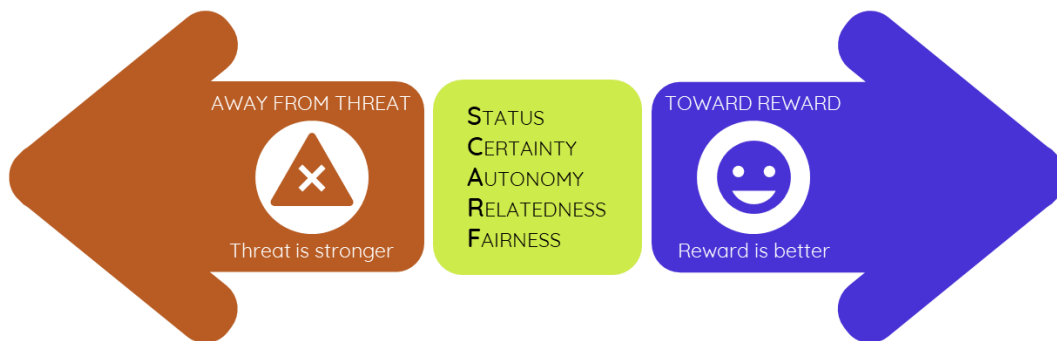 AWAY FROM THREAT
Threat is stronger
STATUS
CERTAINTY
AUTONOMY
RELATEDNESS
FAIRNESS
TOWARD REWARD
Reward is better